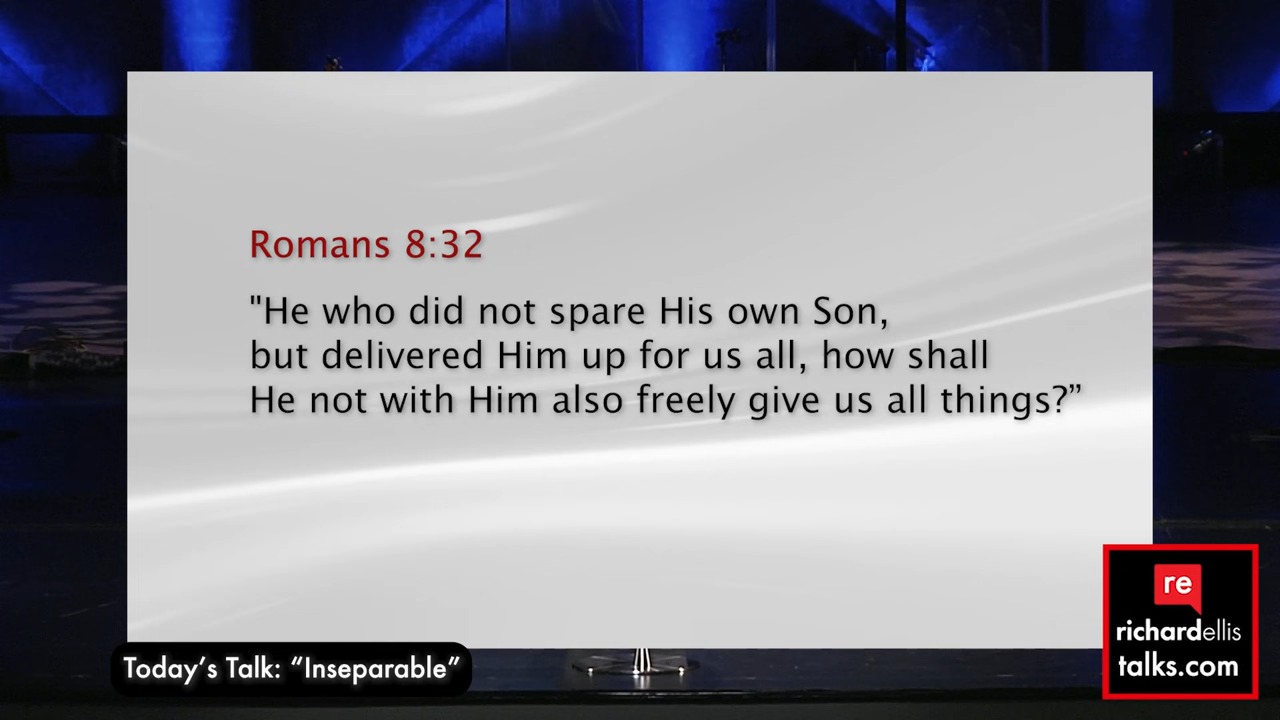 Romans 8:32
"He who did not spare His own Son,
but delivered Him up for us all, how shall
He not with Him also freely give us all things?”
Today’s Talk: “Inseparable”
re
richardellis
talks.com